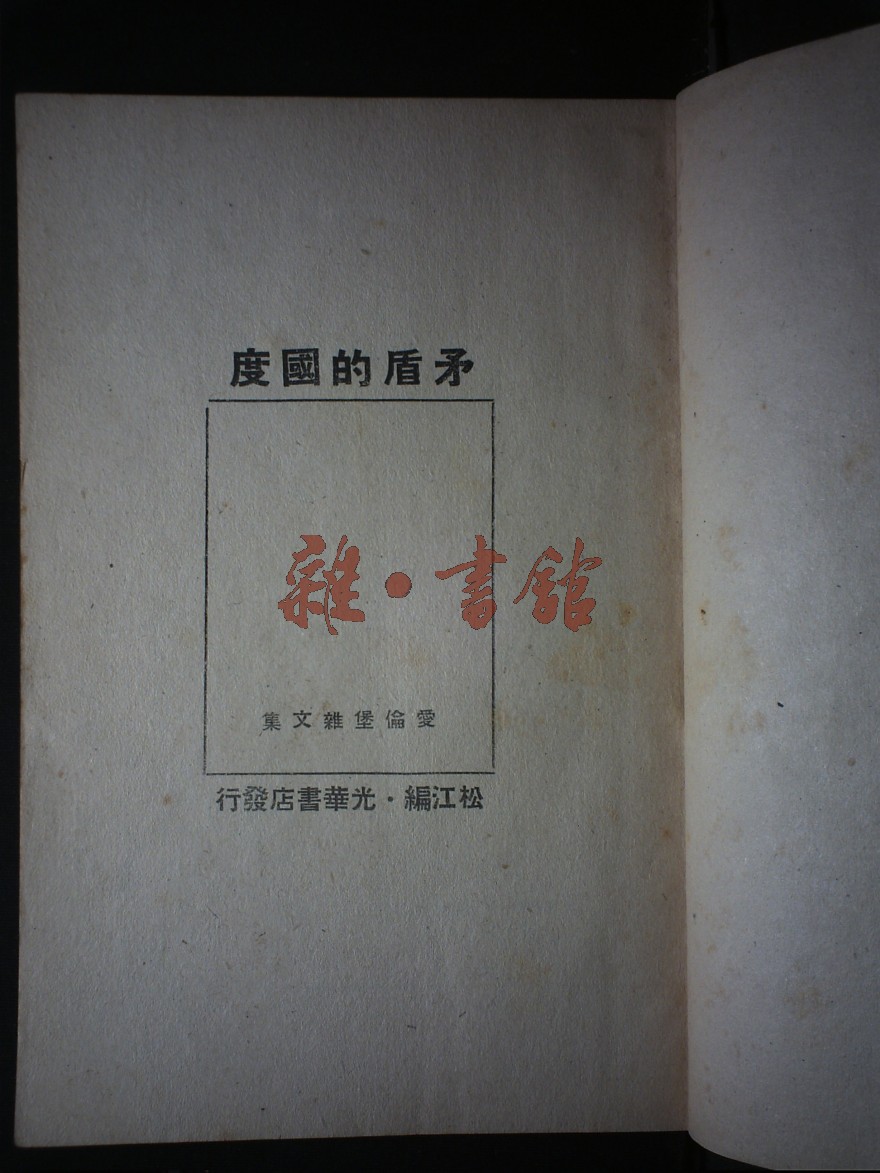 矛盾的國度
雜·書館
愛倫堡雜文集
松江編·光華書店發行